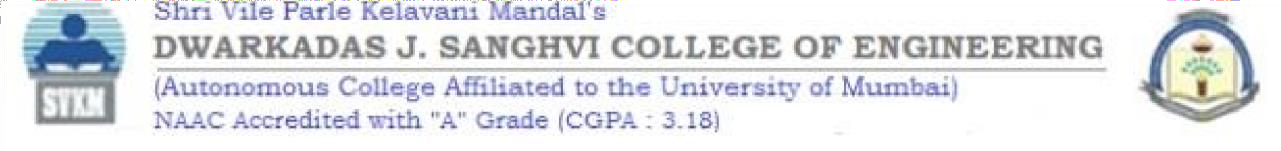 Shri Vile Parle Kelavani Mandal's
DWARKADAS J. SANGHVI COLLEGE OF ENGINEERING
(Autonomous College Affiliated to the University of Mumbai)
NAAC Accredited with "A" Grade (CGPA : 3.18)
SVKM